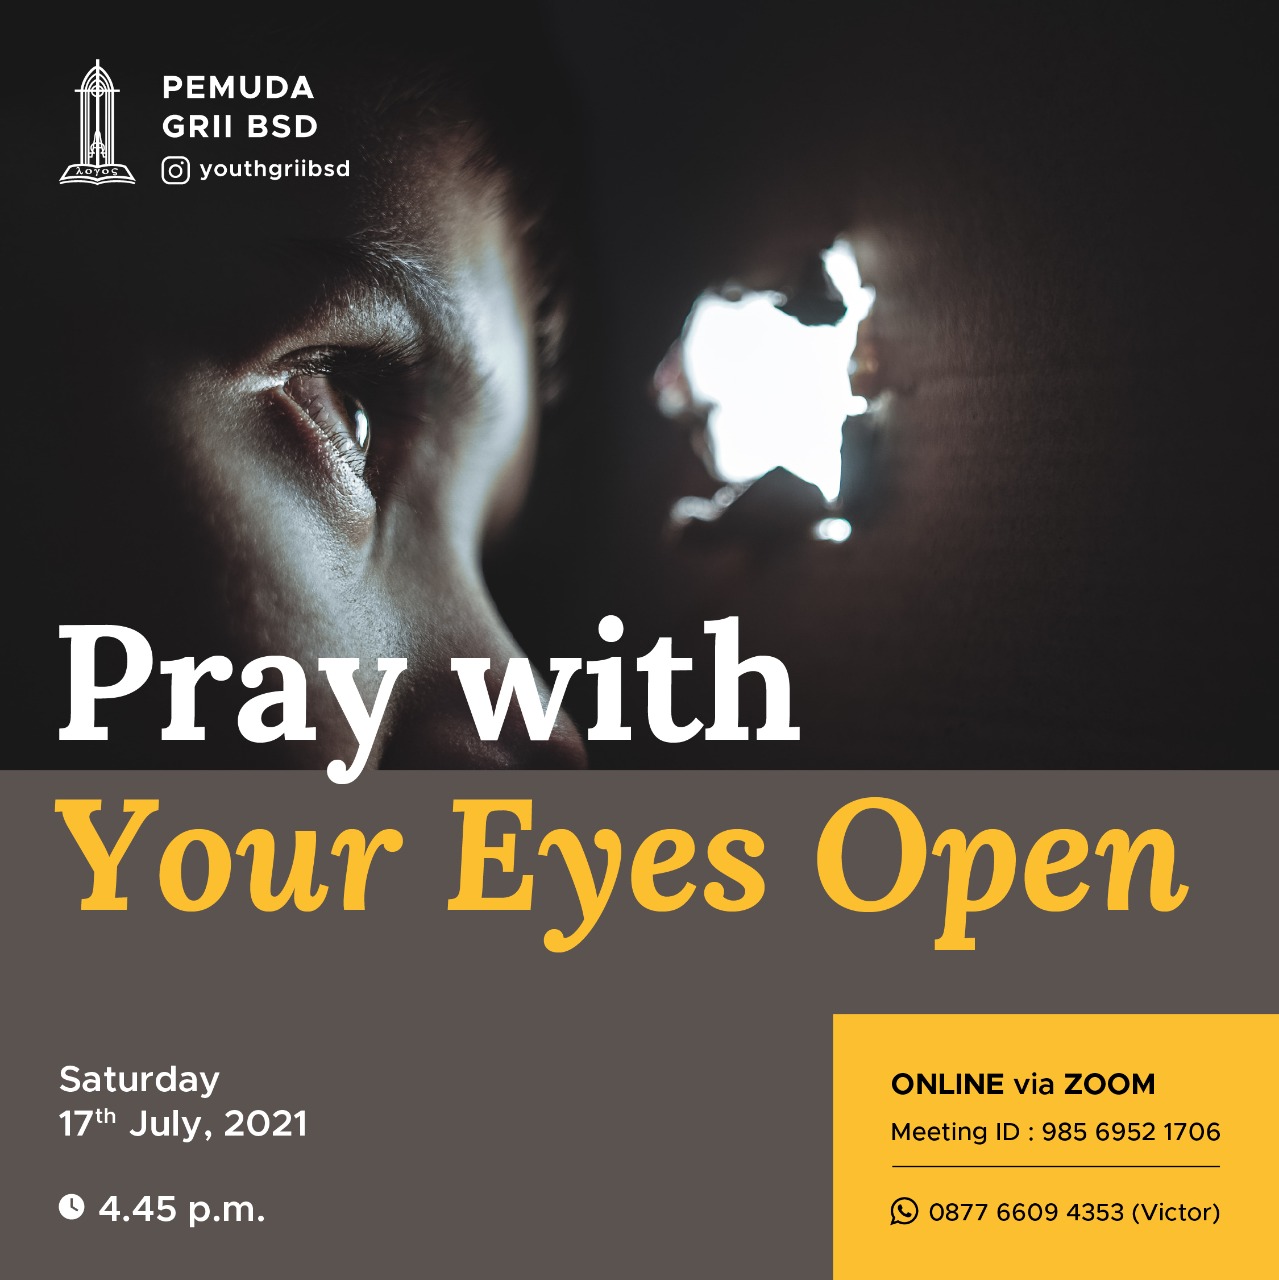 PEMUDA
GRII BSD
youthgriibsd
λογος
Pray with
Your Eyes Open
Saturday
17th July, 2021
4.45 p.m.
ONLINE via ZOOM
Meeting ID : 985 6952 1706
0877 6609 4353 (Victor)